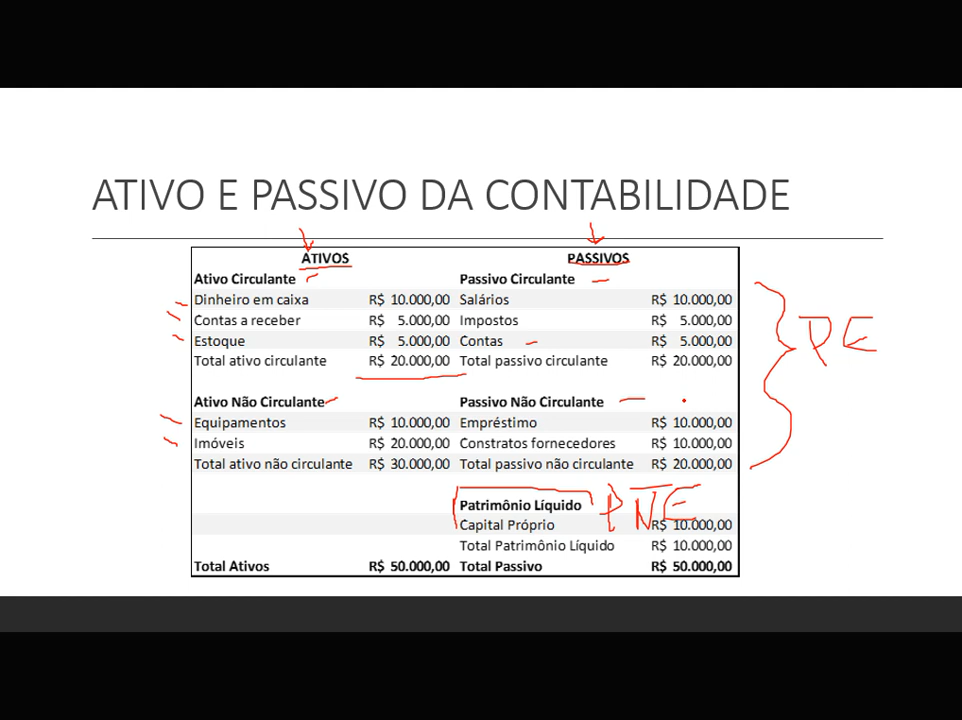 ATIVO E PASSIVO DA CONTABILIDADE
ATIVOS PASSIVOS
Ativo Circulante Passivo Circulante
Dinheiro em caixa R$ 10.000,00 Salários R$ 10.000,00
Contas a receber R$ 5.000,00 Impostos R$ 5.000,00
Estoque R$ 5.000,00 Contas R$ 5.000,00
Total ativo circulante R$ 20.000,00 Total passivo circulante R$ 20.000,00
PE
Ativo Não Circulante Passivo Não Circulante
Equipamentos R$ 10.000,00 Empréstimo R$ 10.000,00
Imóveis R$ 20.000,00 Constratos fornecedores R$ 10.000,00
Total ativo não circulante R$ 30.000,00 Total passivo não circulante R$ 20.000,00
Patrimônio Líquido PNE
Capital Próprio R$ 10.000,00
Total Patrimônio Líquido R$ 10.000,00
Total Ativos R$ 50.000,00 Total Passivo R$ 50.000,00